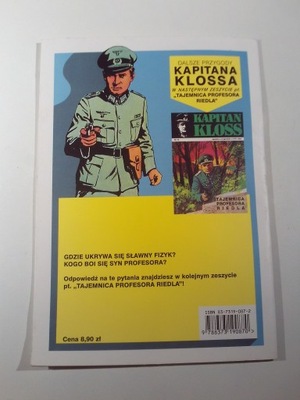 DALSZE PRZYGODY
KAPITANA
KLOSSA
W NASTĘPNYM ZESZYCIE pt.
„TAJEMNICA PROFESORA
RIEDLA"
KAPITAN
KLOSS
TAJEMNICA
PROFESORA
RIEDLA
GDZIE UKRYWA SIĘ SŁAWNY FIZYK?
KOGO BOI SIĘ SYN PROFESORA?
Odpowiedź na te pytania znajdziesz w kolejnym zeszycie
pt. „TAJEMNICA PROFESORA RIEDLA"!
Cena 8,90 zł